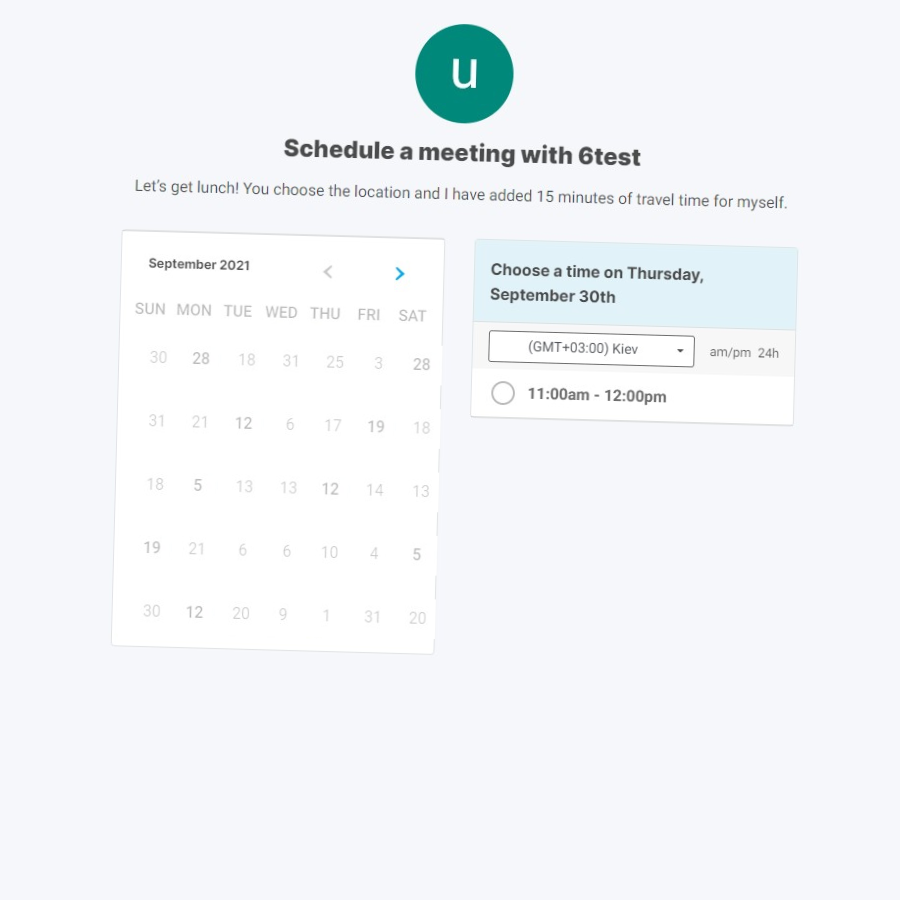 u
Schedule a meeting with 6test
Let's get lunch! You choose the location and I have added 15 minutes of travel time for myself.
September 2021
SUN MON TUE WED THU FRI SAT
30 28 18 31 25 3 28
31 21 12 6 17 19 18
18 5 13 13 12 14 13
19 21 6 6 10 4 5
30 12 20 9 1 31 20
Choose a time on Thursday,
September 30th
(GMT+03:00) Kiev
am/pm 24h
11:00am - 12:00pm